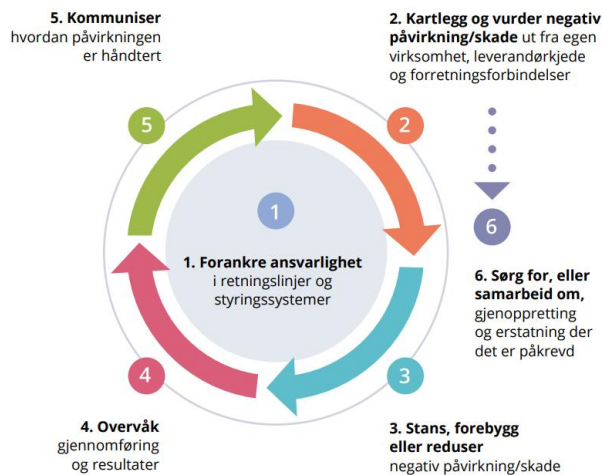 5. Kommuniser
hvordan påvirkningen
er håndtert
2. Kartlegg og vurder negativ
påvirkning/skade ut fra egen
virksomhet, leverandørkjede
og forretningsforbindelser
5
2
1
6
1. Forankre ansvarlighet
i retningslinjer og
styringssystemer
6. Sørg for, eller
samarbeid om,
gjenoppretting
og erstatning der
det er påkrevd
4
3
4. Overvåk
gjennomføring
og resultater
3. Stans, forebygg
eller reduser
negativ påvirkning/skade